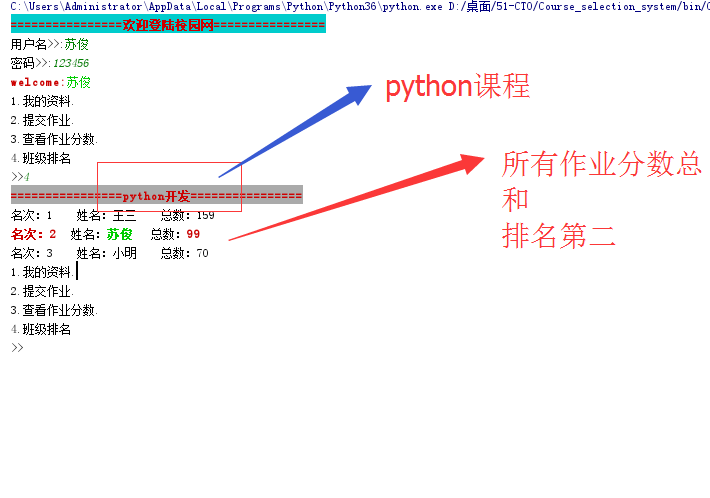 C:\Users\Administrator\AppData\Local\Programs\Python\Python36\python.exe D:/桌面/51-CTO/Course_selection_system/bin/
================欢迎登陆校园网================
用户名>>:苏俊
密码>>:123456
welcome:苏俊
1.我的资料.
2.提交作业.
3.查看作业分数.
4.班级排名
>>4
================python开发================
名次: 1 姓名: 王三 总数: 159
名次: 2 姓名: 苏俊 总数: 99
名次: 3 姓名: 小明 总数: 70
1.我的资料.
2.提交作业.
3.查看作业分数.
4.班级排名
>>
python课程
所有作业分数总
和
排名第二